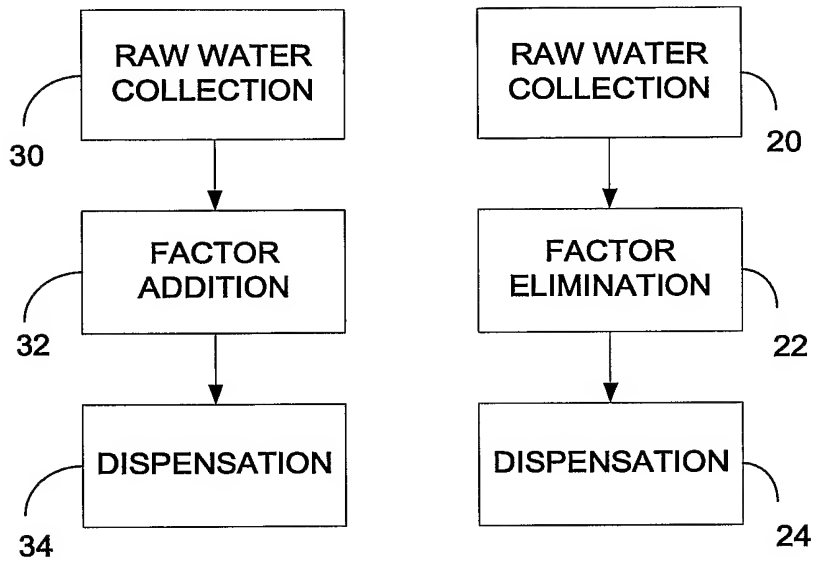 RAW WATER
COLLECTION
30
FACTOR
ADDITION
32
DISPENSATION
34
RAW WATER
COLLECTION
20
FACTOR
ELIMINATION
22
DISPENSATION
24